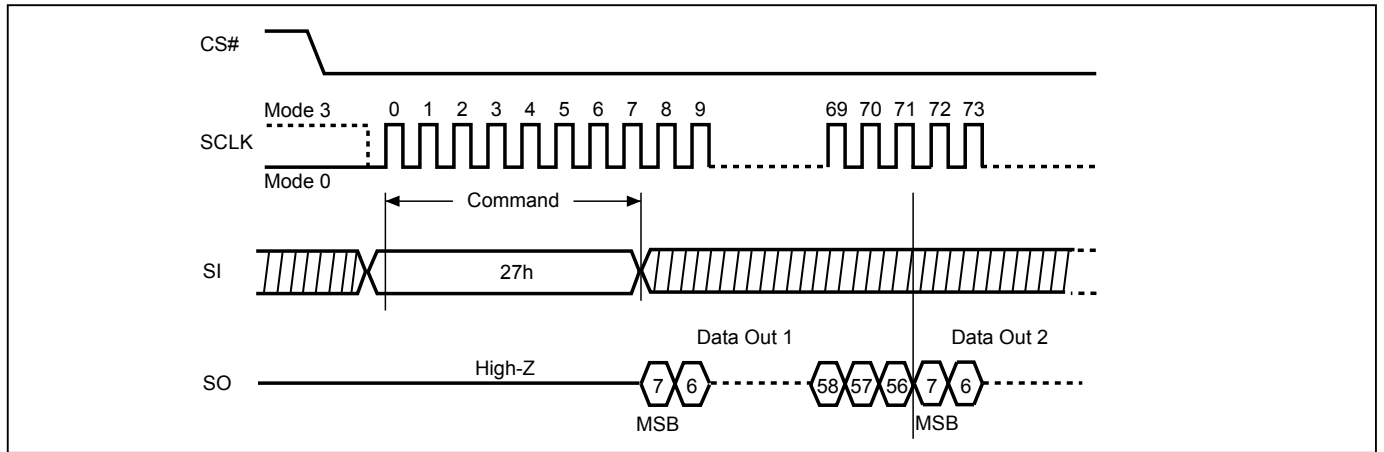 CS#
Mode 3 0 1 2 3 4 5 6 7 8 9 69 70 71 72 73
SCLK
Mode 0
Command
SI 27h
Data Out 1 Data Out 2
SO High-Z 7 6 58 57 56 7 6
MSB MSB